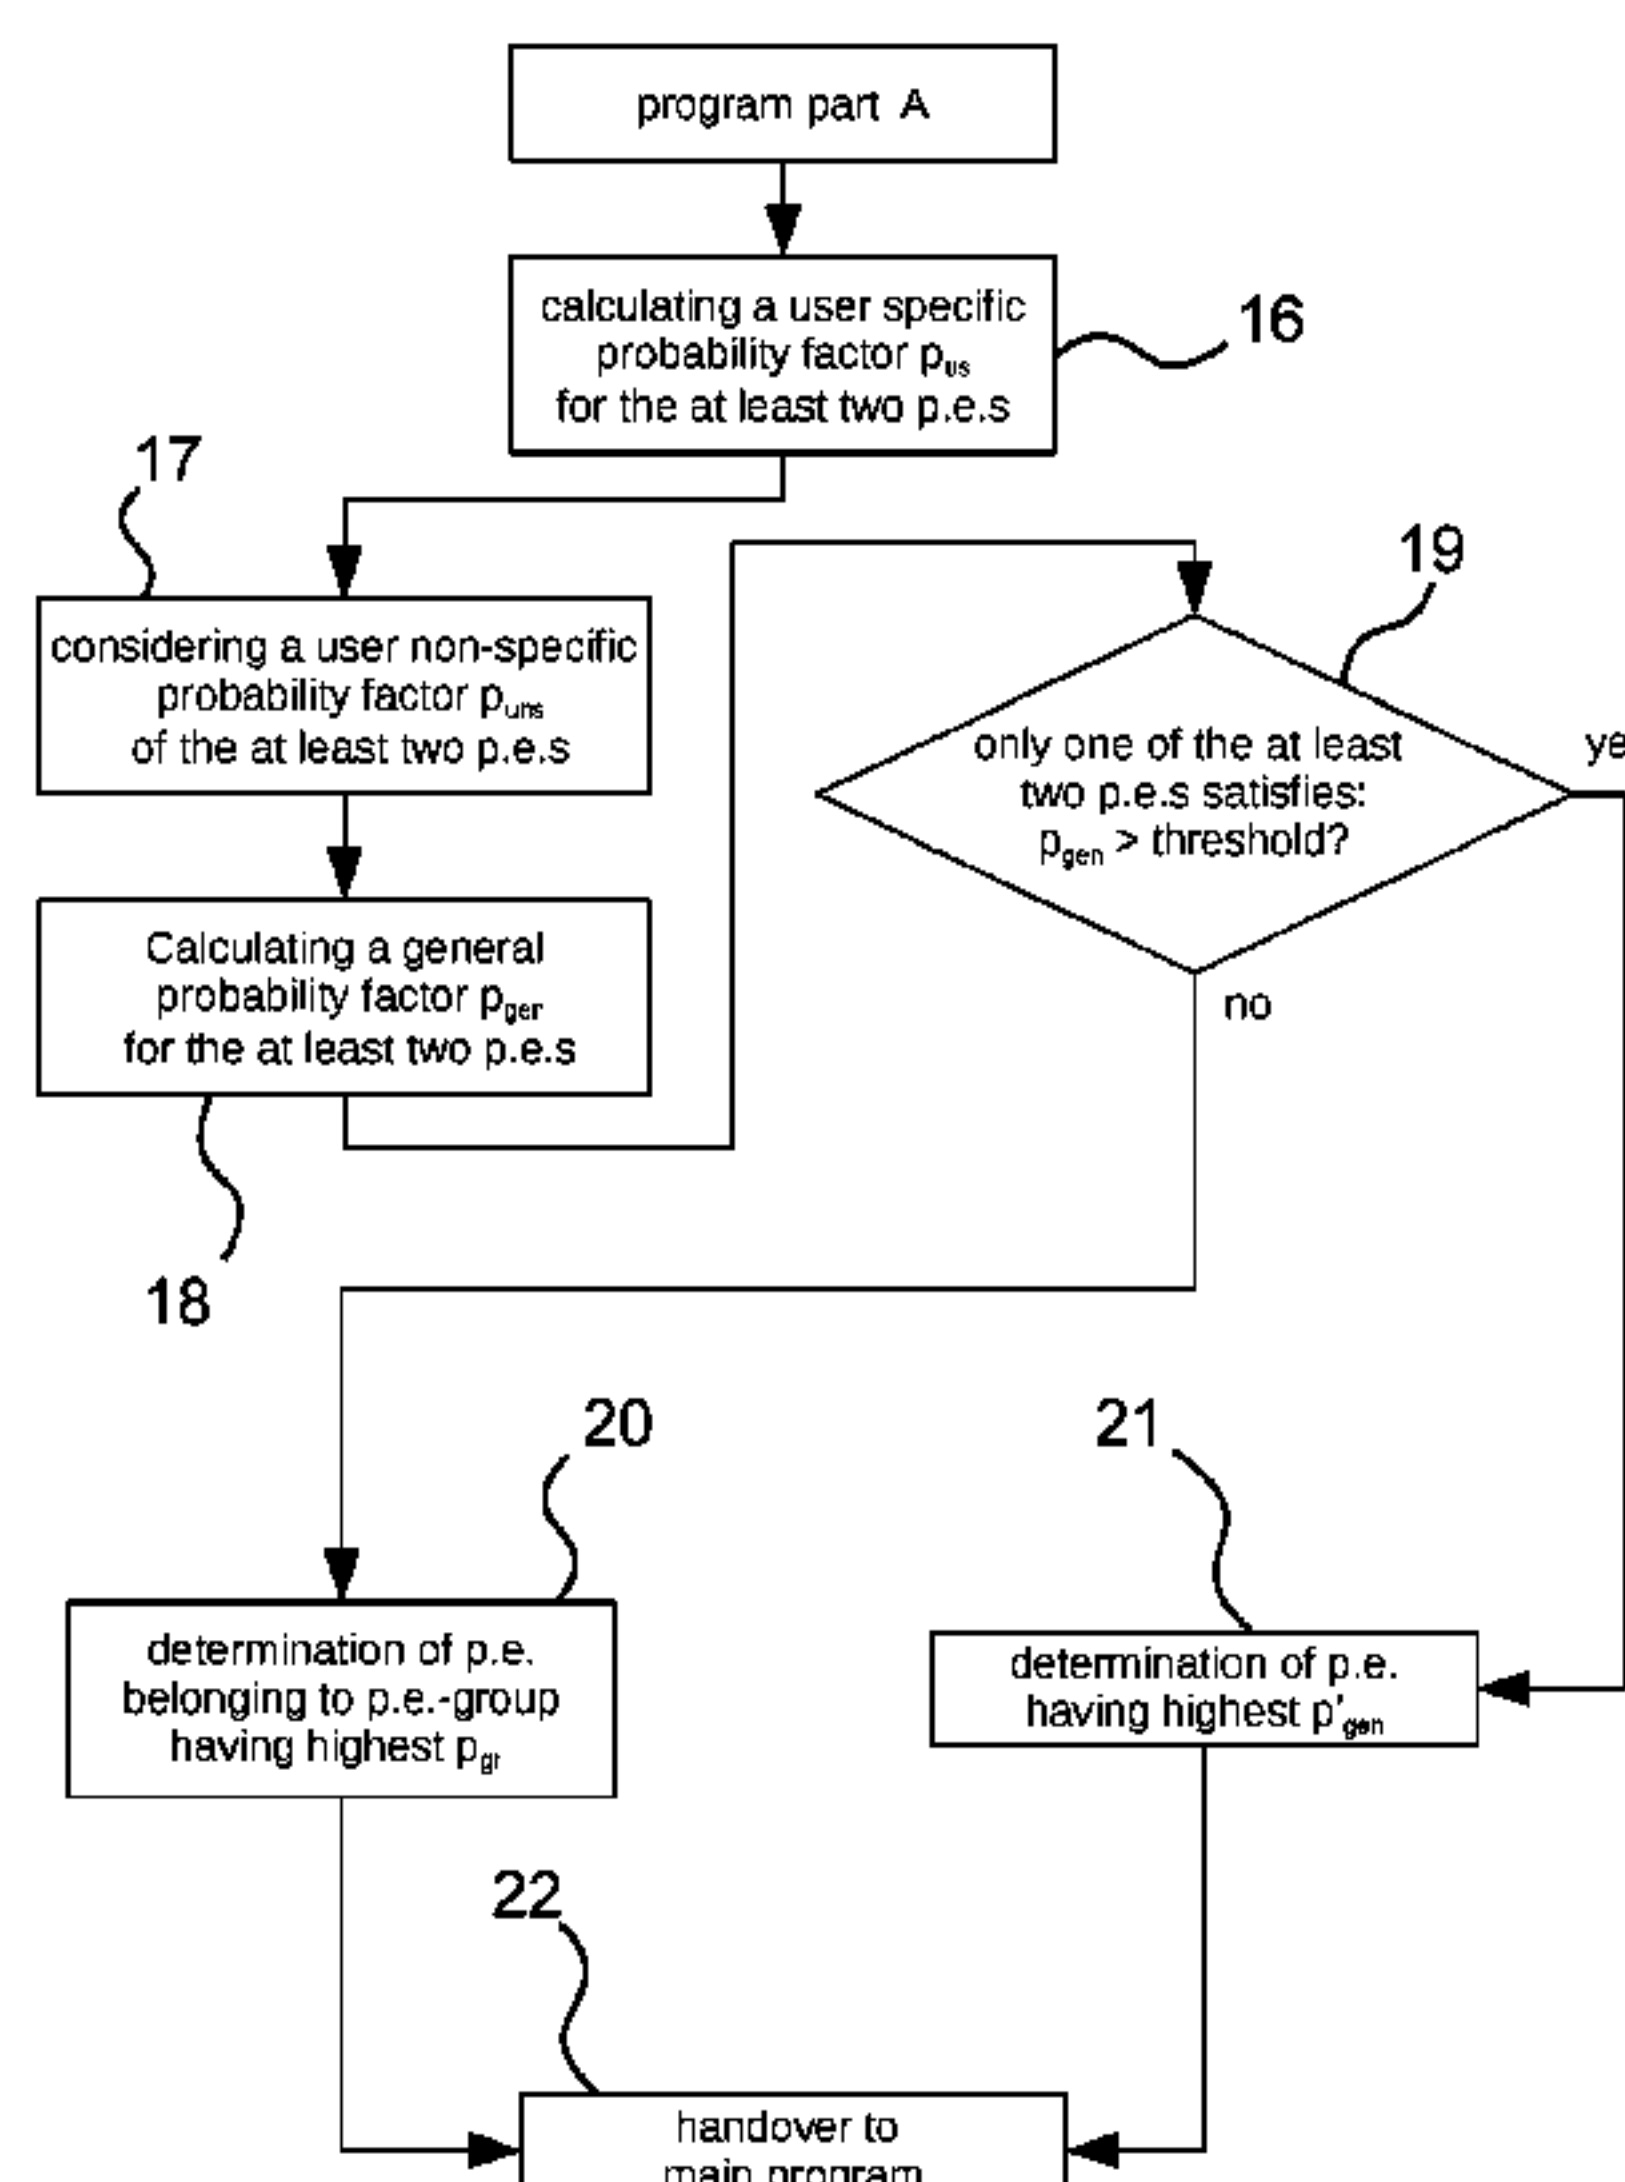 program part A
calculating a user specific
probability factor pus
for the at least two p.e.s
16
17
considering a user non-specific
probability factor puns
of the at least two p.e.s
19
only one of the at least
two p.e.s satisfies:
pgen > threshold?
no
Calculating a general
probability factor pgen
for the at least two p.e.s
18
20
21
determination of p.e.
belonging to p.e.-group
having highest pgr
determination of p.e.
having highest p'gen
22
handover to
main program